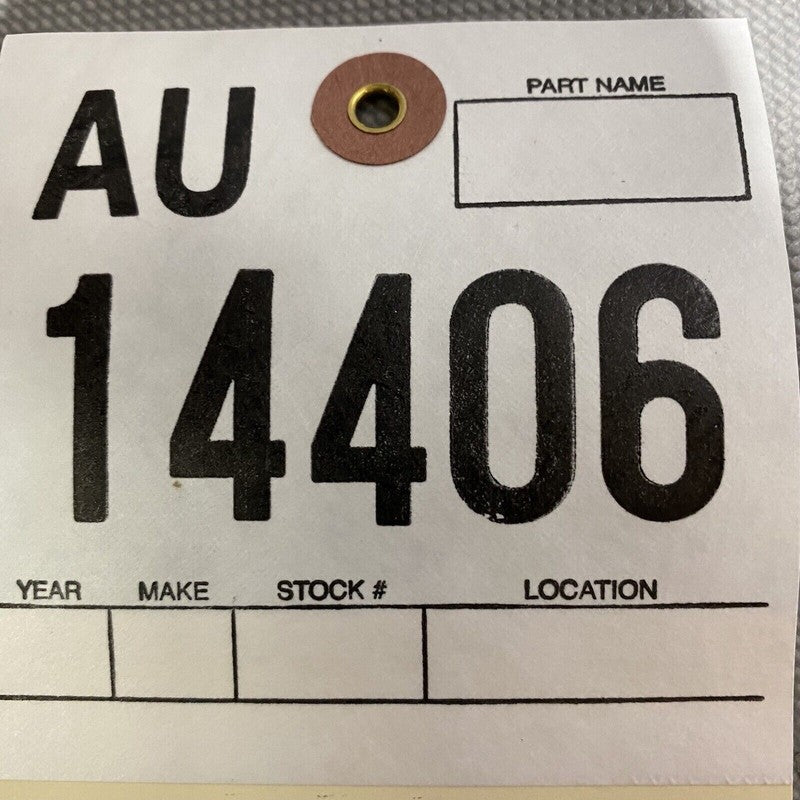 AU
PART NAME
14406
YEAR MAKE STOCK # LOCATION